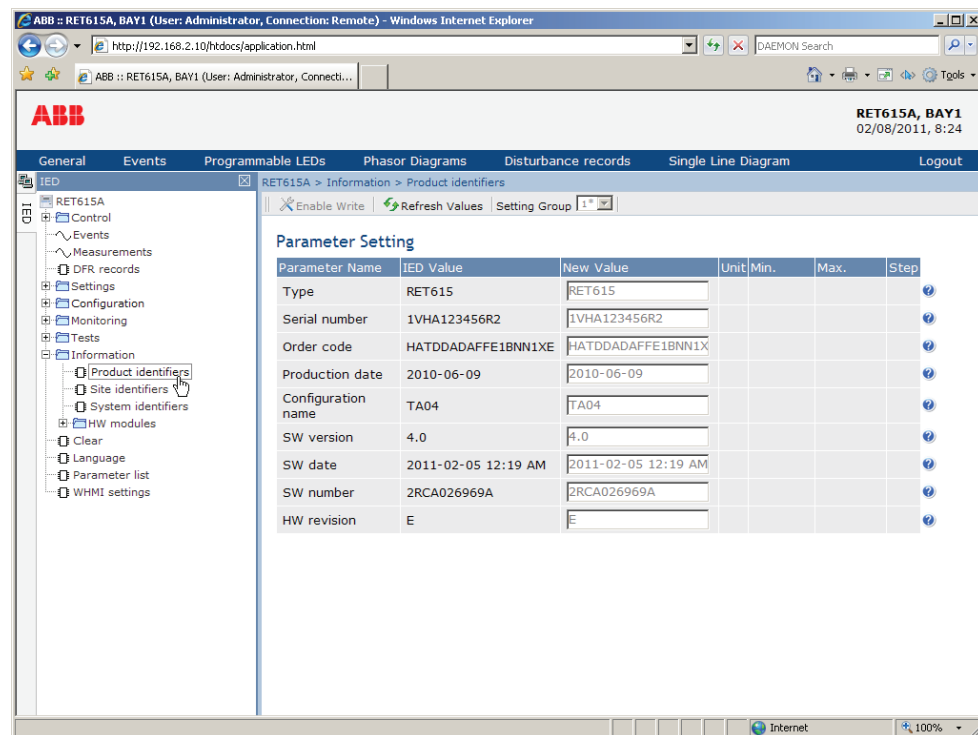 ABB :: RET615A, BAY1 (User: Administrator, Connection: Remote) - Windows Internet Explorer
http://192.168.2.10/htdocs/application.html
DAEMON Search
ABB :: RET615A, BAY1 (User: Administrator, Connecti...
Tools
ABB
RET615A, BAY1
02/08/2011, 8:24
General Events Programmable LEDs Phasor Diagrams Disturbance records Single Line Diagram Logout
IED
RET615A > Information > Product identifiers
IED
Enable Write Refresh Values Setting Group 1*
RET615A
Control
Events
Measurements
DFR records
Settings
Configuration
Monitoring
Tests
Information
Product identifiers
Site identifiers
System identifiers
HW modules
Clear
Language
Parameter list
WHMI settings
Parameter Setting
Parameter Name IED Value New Value Unit Min. Max. Step
Type RET615 RET615
Serial number 1VHA123456R2 1VHA123456R2
Order code HATDDADAFFE1BNN1XE HATDDADAFFE1BNN1X
Production date 2010-06-09 2010-06-09
Configuration name TA04 TA04
SW version 4.0 4.0
SW date 2011-02-05 12:19 AM 2011-02-05 12:19 AM
SW number 2RCA026969A 2RCA026969A
HW revision E E
Internet 100%